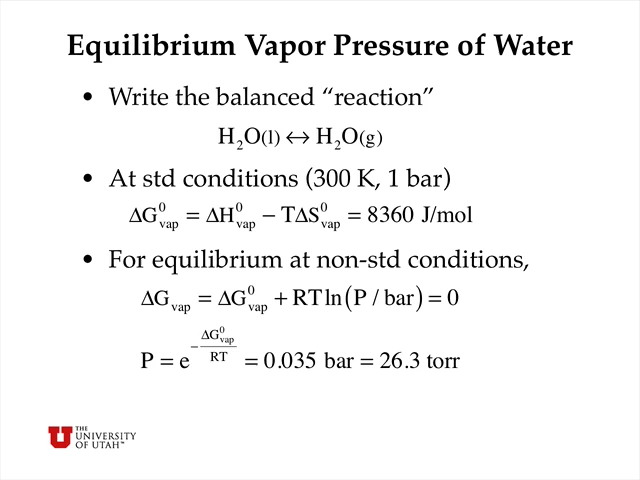 Equilibrium Vapor Pressure of Water
• Write the balanced “reaction”
H₂O(l) ↔ H₂O(g)
• At std conditions (300 K, 1 bar)
ΔG⁰vap = ΔH⁰vap − TΔS⁰vap = 8360 J/mol
• For equilibrium at non-std conditions,
ΔGvap = ΔG⁰vap + RT ln(P / bar) = 0
P = e^(−ΔG⁰vap/RT) = 0.035 bar = 26.3 torr
THE
UNIVERSITY
OF UTAH™